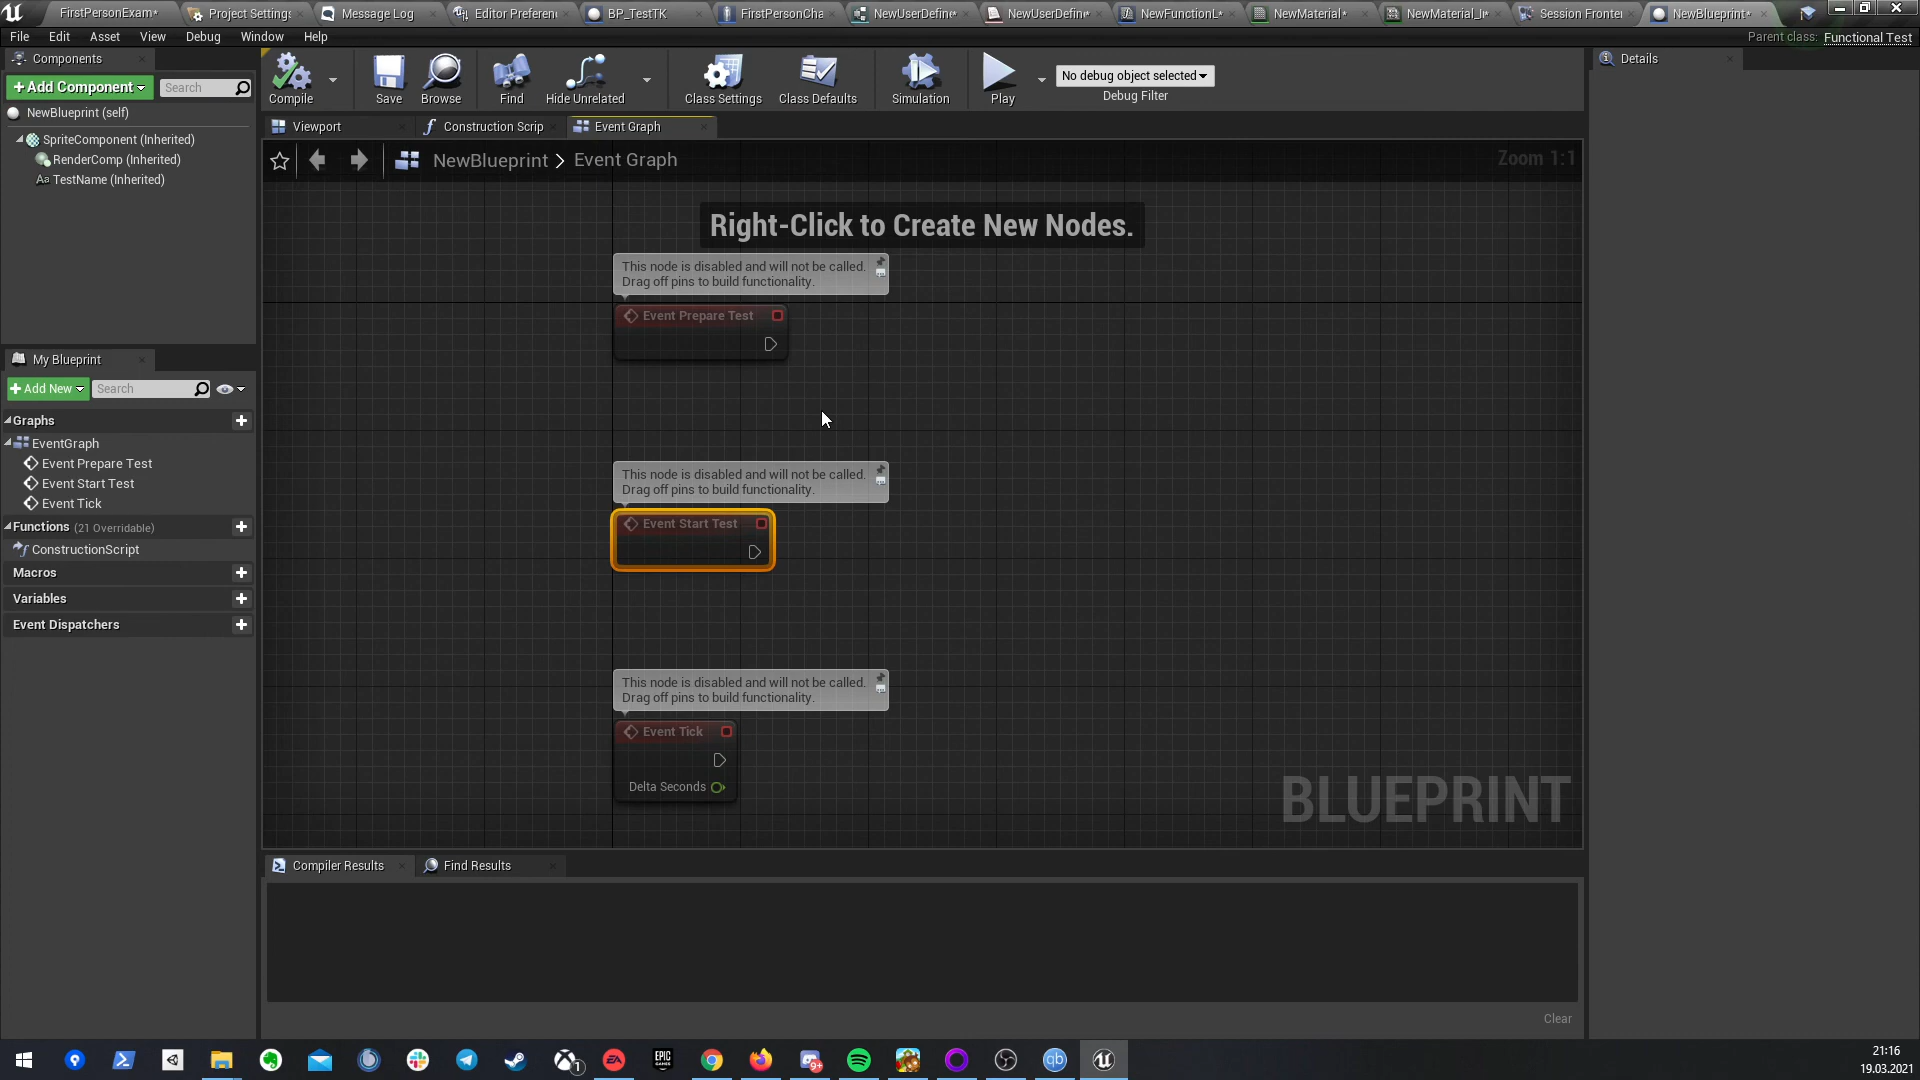 FirstPersonExam*
Project Settings
Message Log
Editor Preferen
BP_TestTK
FirstPersonCha
NewUserDefine*
NewUserDefine*
NewFunctionL*
NewMaterial*
NewMaterial_I*
Session Fronte
NewBlueprint*
File
Edit
Asset
View
Debug
Window
Help
Parent class: Functional Test
Components
+Add Component
Search
NewBlueprint (self)
SpriteComponent (Inherited)
RenderComp (Inherited)
Aa TestName (Inherited)
Compile
Save
Browse
Find
Hide Unrelated
Class Settings
Class Defaults
Simulation
Play
No debug object selected
Debug Filter
Details
Viewport
Construction Scrip
Event Graph
NewBlueprint > Event Graph
Zoom 1:1
Right-Click to Create New Nodes.
This node is disabled and will not be called.
Drag off pins to build functionality.
Event Prepare Test
This node is disabled and will not be called.
Drag off pins to build functionality.
Event Start Test
This node is disabled and will not be called.
Drag off pins to build functionality.
Event Tick
Delta Seconds
BLUEPRINT
My Blueprint
+Add New
Search
Graphs
EventGraph
Event Prepare Test
Event Start Test
Event Tick
Functions (21 Overridable)
ConstructionScript
Macros
Variables
Event Dispatchers
Compiler Results
Find Results
Clear
1
EA
EPIC
GAMES
9+
qb
21:16
19.03.2021